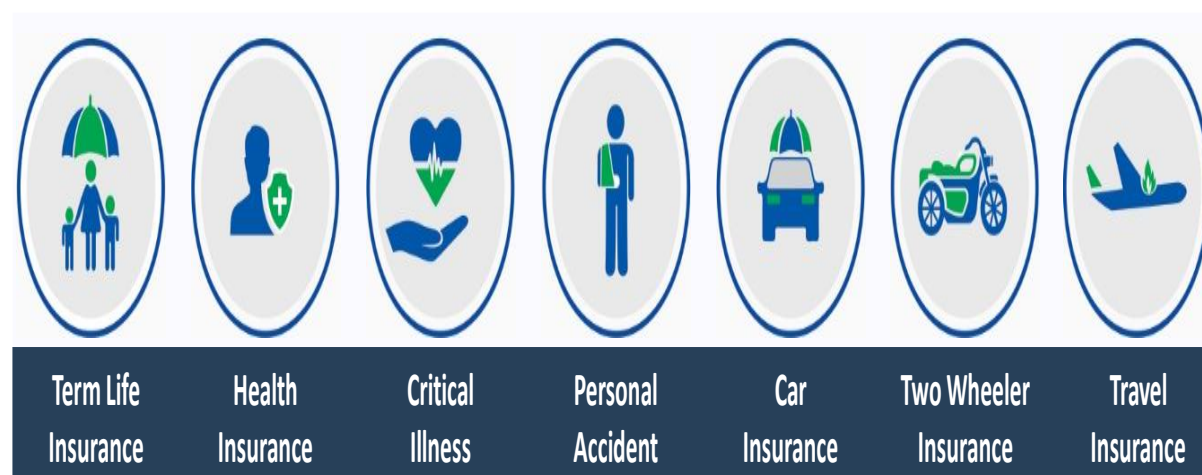 Term Life
Insurance
Health
Insurance
Critical
Illness
Personal
Accident
Car
Insurance
Two Wheeler
Insurance
Travel
Insurance